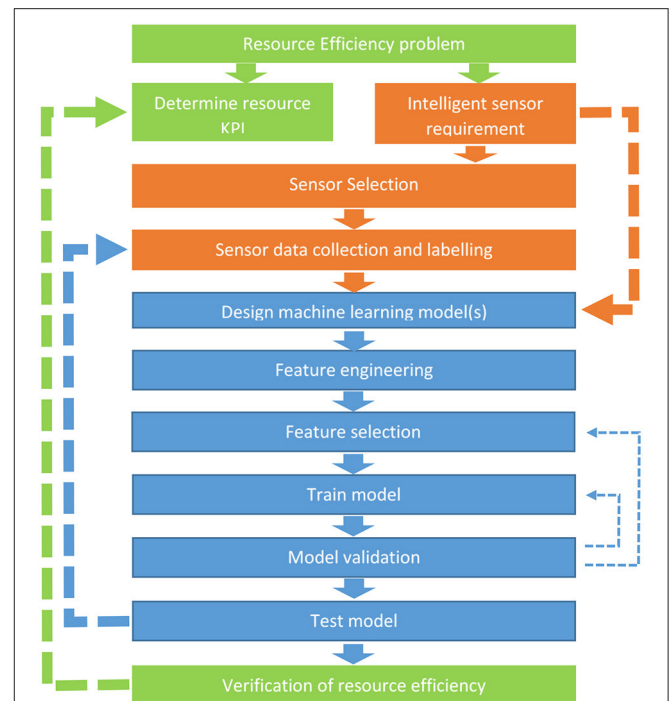 Resource Efficiency problem
Determine resource
KPI
Intelligent sensor
requirement
Sensor Selection
Sensor data collection and labelling
Design machine learning model(s)
Feature engineering
Feature selection
Train model
Model validation
Test model
Verification of resource efficiency